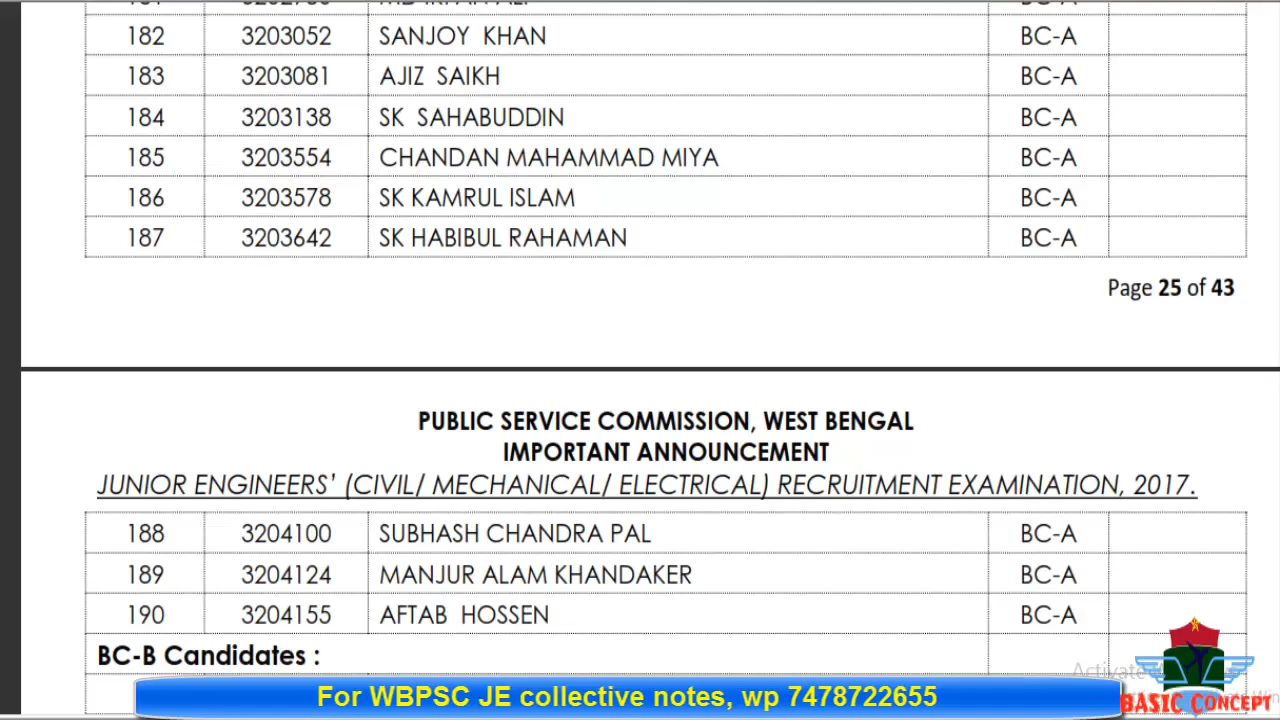 182 3203052 SANJOY KHAN BC-A
183 3203081 AJIZ SAIKH BC-A
184 3203138 SK SAHABUDDIN BC-A
185 3203554 CHANDAN MAHAMMAD MIYA BC-A
186 3203578 SK KAMRUL ISLAM BC-A
187 3203642 SK HABIBUL RAHAMAN BC-A
Page 25 of 43
PUBLIC SERVICE COMMISSION, WEST BENGAL
IMPORTANT ANNOUNCEMENT
JUNIOR ENGINEERS' (CIVIL/ MECHANICAL/ ELECTRICAL) RECRUITMENT EXAMINATION, 2017.
188 3204100 SUBHASH CHANDRA PAL BC-A
189 3204124 MANJUR ALAM KHANDAKER BC-A
190 3204155 AFTAB HOSSEN BC-A
BC-B Candidates :
Activate
For WBPSC JE collective notes, wp 7478722655
BASIC CONCEPT